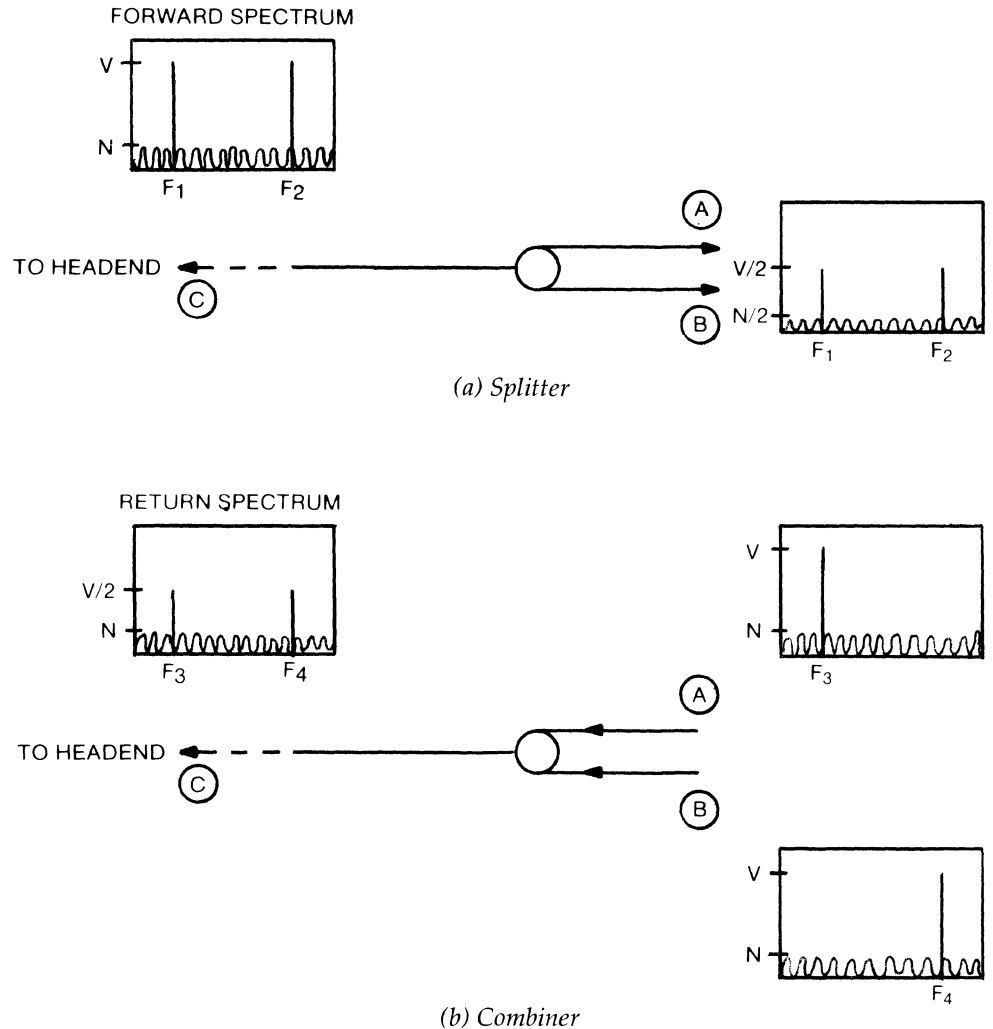 FORWARD SPECTRUM
V
N
F1 F2
A
TO HEADEND
C
B
V/2
N/2
F1 F2
(a) Splitter
RETURN SPECTRUM
V/2
N
F3 F4
V
N
F3
A
TO HEADEND
C
B
V
N
F4
(b) Combiner